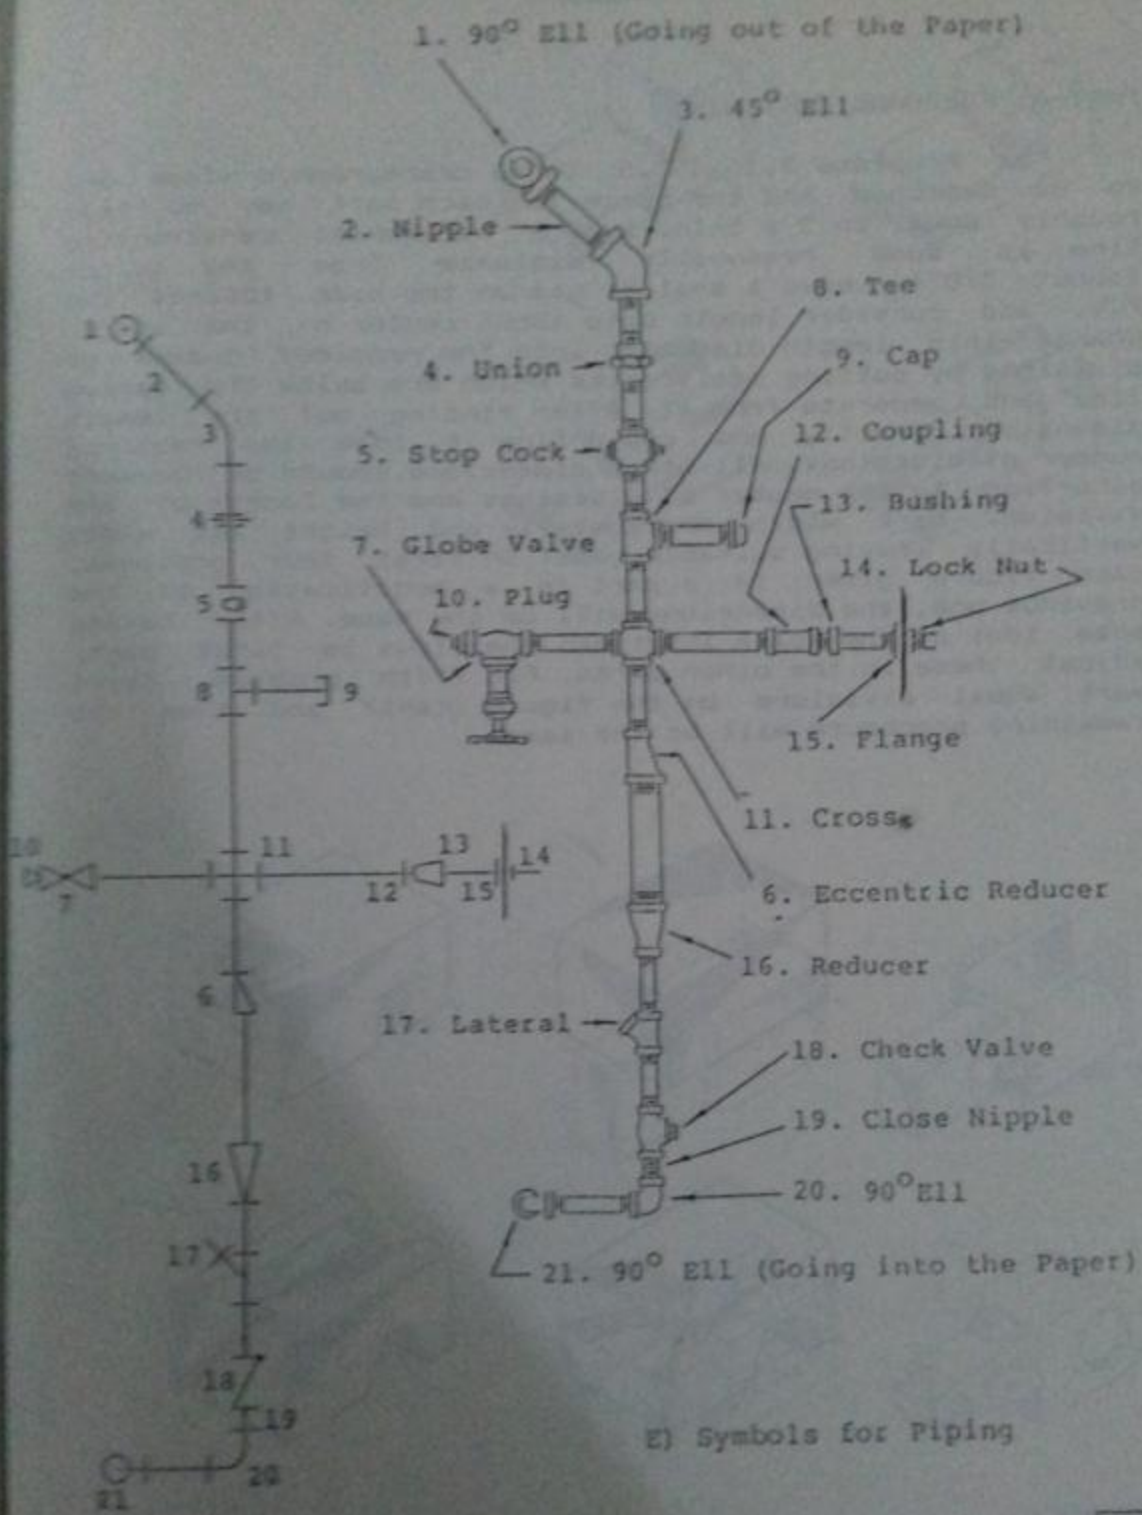 1. 90° Ell (Going out of the Paper)
3. 45° Ell
2. Nipple
8. Tee
4. Union
9. Cap
12. Coupling
5. Stop Cock
13. Bushing
7. Globe Valve
14. Lock Nut
10. Plug
15. Flange
11. Cross
6. Eccentric Reducer
16. Reducer
17. Lateral
18. Check Valve
19. Close Nipple
20. 90° Ell
21. 90° Ell (Going into the Paper)
1
2
3
4
5
8 9
10 11 13 14
7 12 15
6
16
17
18
19
20
21
E) Symbols for Piping